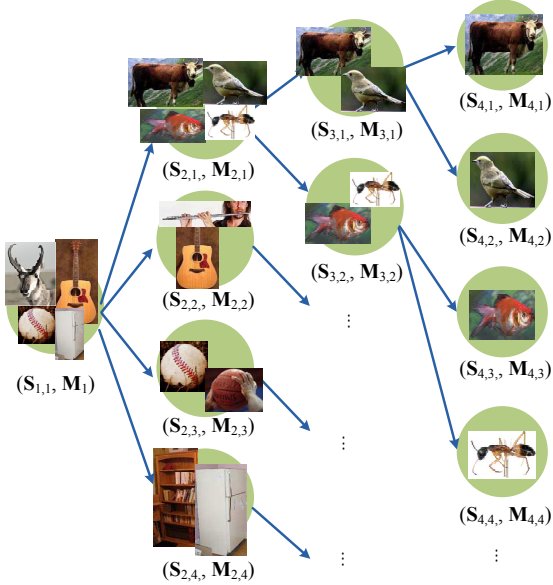 (S1,1, M1)
(S2,1,, M2,1)
(S2,2,, M2,2)
(S2,3,, M2,3)
(S2,4,, M2,4)
(S3,1,, M3,1)
(S3,2,, M3,2)
⋮
⋮
⋮
(S4,1,, M4,1)
(S4,2,, M4,2)
(S4,3,, M4,3)
(S4,4,, M4,4)
⋮